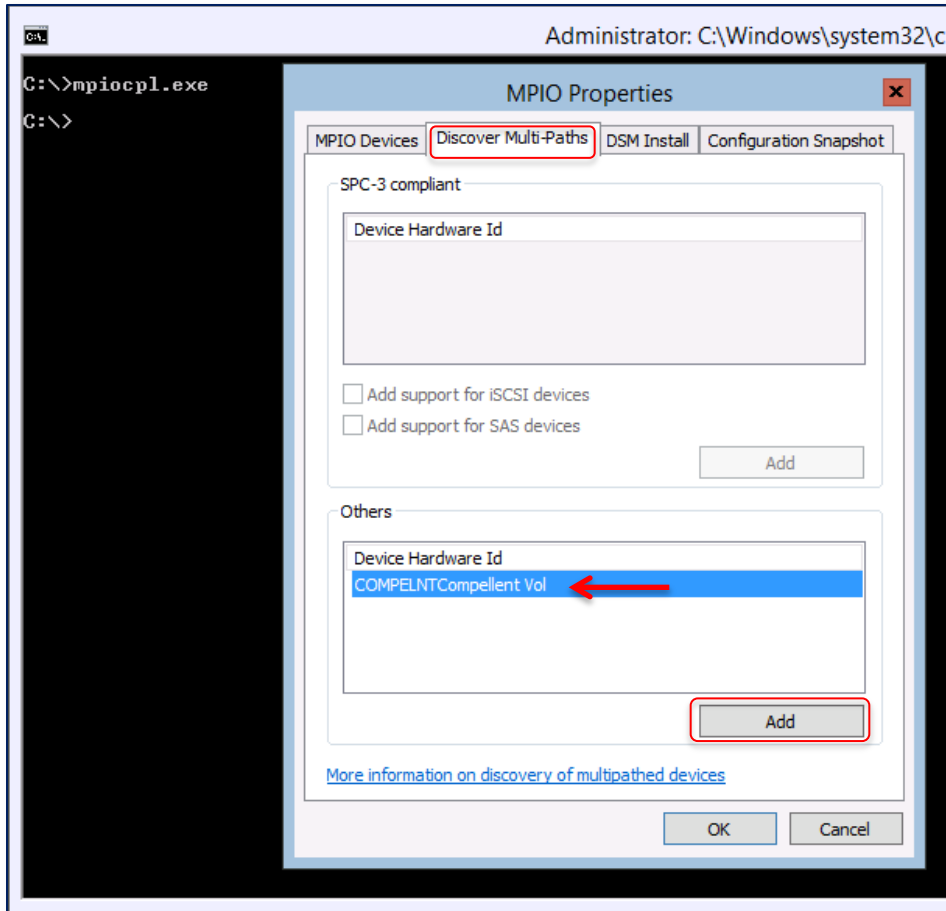 Administrator: C:\Windows\system32\c
C:\>mpiocpl.exe
C:\>
MPIO Properties
MPIO Devices Discover Multi-Paths DSM Install Configuration Snapshot
SPC-3 compliant
Device Hardware Id
Add support for iSCSI devices
Add support for SAS devices
Add
Others
Device Hardware Id
COMPELNTCompellent Vol
Add
More information on discovery of multipathed devices
OK Cancel